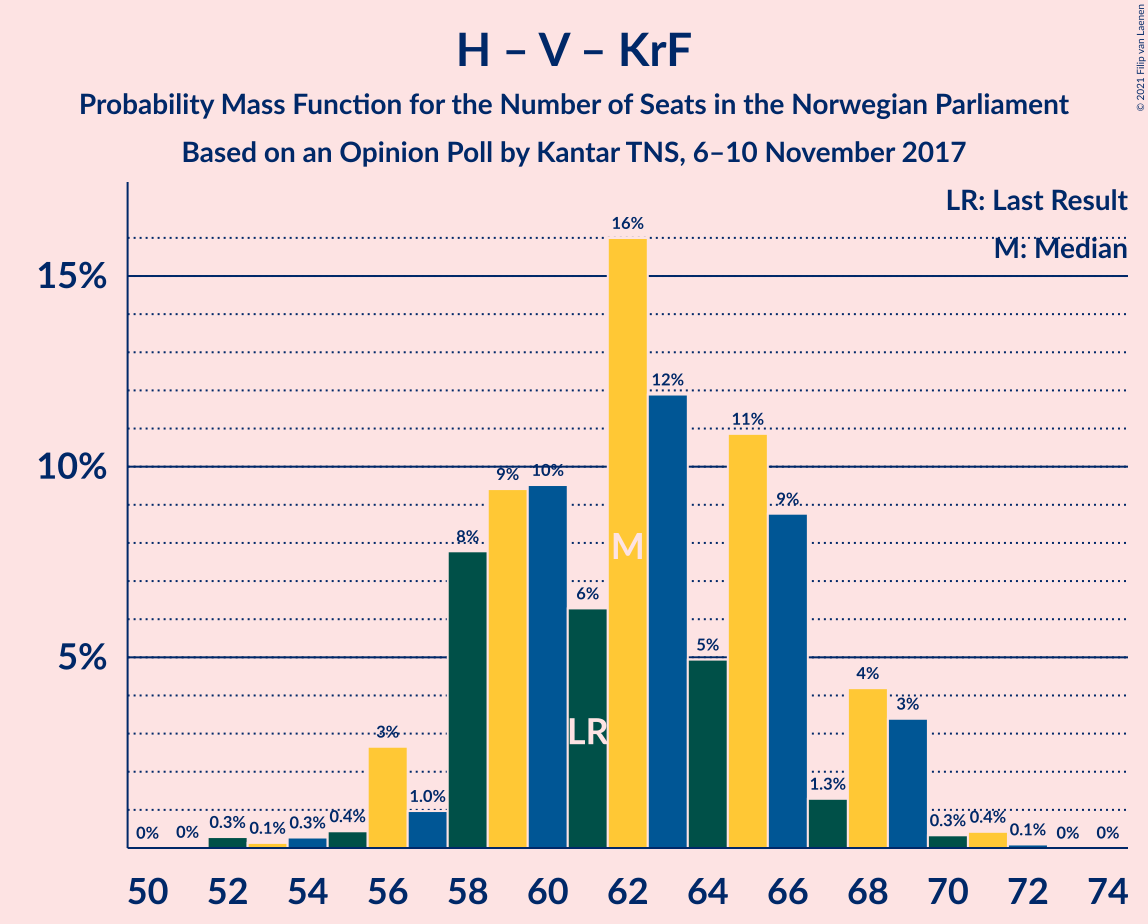 H – V – KrF
Probability Mass Function for the Number of Seats in the Norwegian Parliament
Based on an Opinion Poll by Kantar TNS, 6–10 November 2017
© 2021 Filip van Laenen
LR: Last Result
M: Median
15%
10%
5%
0% 0% 0.3% 0.1% 0.3% 0.4% 3% 1.0% 8% 9% 10% 6% 16% 12% 5% 11% 9% 1.3% 4% 3% 0.3% 0.4% 0.1% 0% 0%
LR
M
50 52 54 56 58 60 62 64 66 68 70 72 74